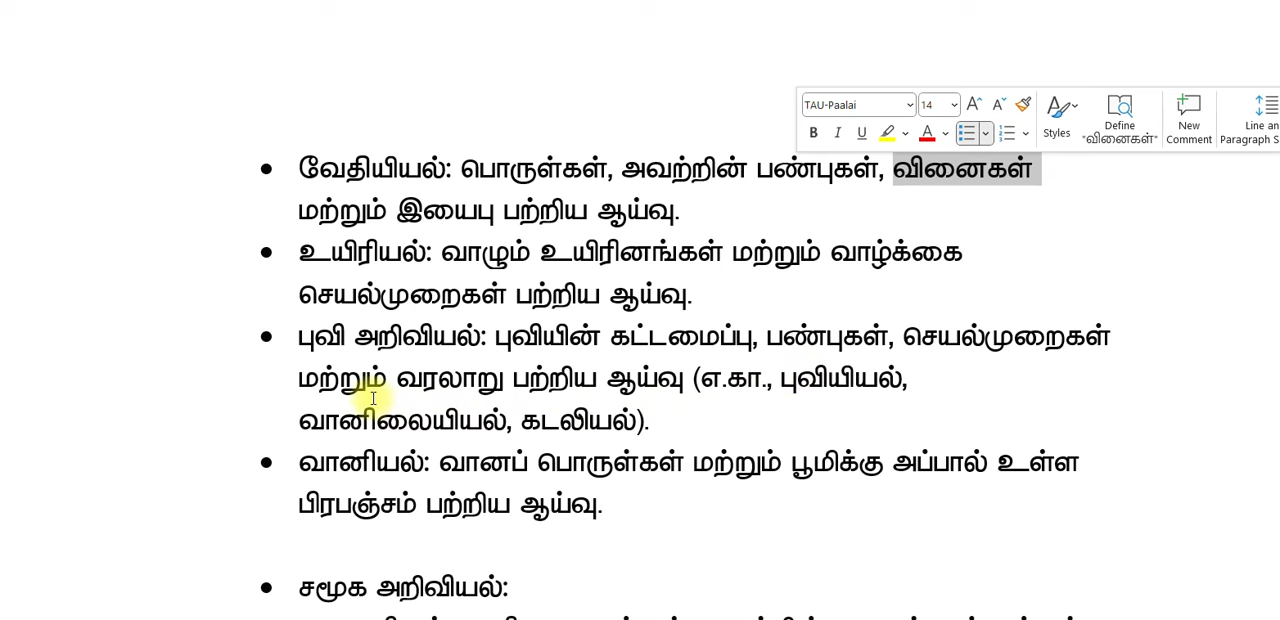 TAU-Paalai 14
B I U A Styles Define "வினைகள்" New Comment Line an Paragraph S
• வேதியியல்: பொருள்கள், அவற்றின் பண்புகள், வினைகள்
மற்றும் இயைபு பற்றிய ஆய்வு.
• உயிரியல்: வாழும் உயிரினங்கள் மற்றும் வாழ்க்கை
செயல்முறைகள் பற்றிய ஆய்வு.
• புவி அறிவியல்: புவியின் கட்டமைப்பு, பண்புகள், செயல்முறைகள்
மற்றும் வரலாறு பற்றிய ஆய்வு (எ.கா., புவியியல்,
வானிலையியல், கடலியல்).
• வானியல்: வானப் பொருள்கள் மற்றும் பூமிக்கு அப்பால் உள்ள
பிரபஞ்சம் பற்றிய ஆய்வு.
• சமூக அறிவியல்: